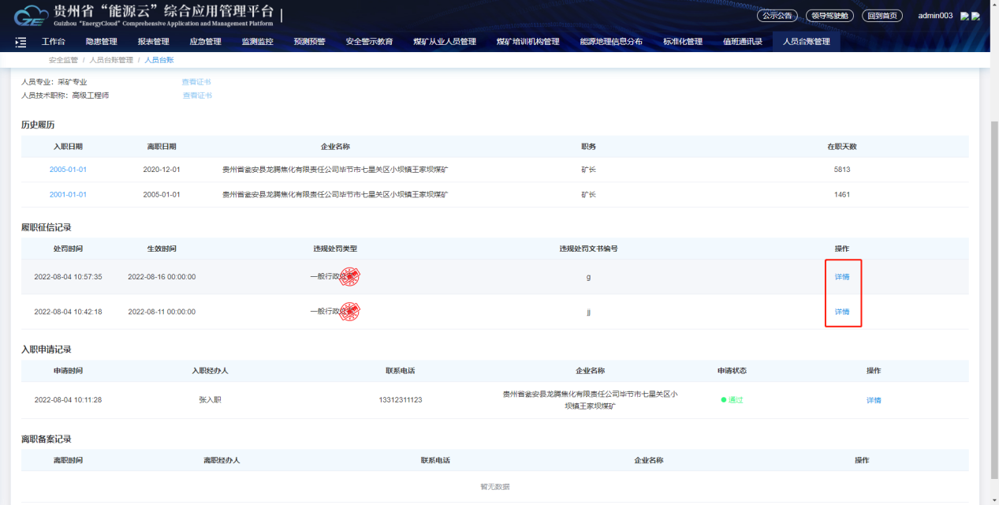 贵州省“能源云”综合应用管理平台
Guizhou "EnergyCloud" Comprehensive Application and Management Platform
公示公告 领导驾驶舱 回到首页 admin003
工作台 隐患管理 报表管理 应急管理 监测监控 预测预警 安全警示教育 煤矿从业人员管理 煤矿培训机构管理 能源地理信息分布 标准化管理 值班通讯录 人员台账管理
安全监管 / 人员台账管理 / 人员台账
人员专业：采矿专业 查看证书
人员技术职称：高级工程师 查看证书
历史履历
入职日期 离职日期 企业名称 职务 在职天数
2005-01-01 2020-12-01 贵州省瓮安县龙腾焦化有限责任公司毕节市七星关区小坝镇王家坝煤矿 矿长 5813
2001-01-01 2005-01-01 贵州省瓮安县龙腾焦化有限责任公司毕节市七星关区小坝镇王家坝煤矿 矿长 1461
履职征信记录
处罚时间 生效时间 违规处罚类型 违规处罚文书编号 操作
2022-08-04 10:57:35 2022-08-16 00:00:00 一般行政处罚 g 详情
2022-08-04 10:42:18 2022-08-11 00:00:00 一般行政处罚 jj 详情
入职申请记录
申请时间 入职经办人 联系电话 企业名称 申请状态 操作
2022-08-04 10:11:28 张入职 13312311123 贵州省瓮安县龙腾焦化有限责任公司毕节市七星关区小 通过 详情
坝镇王家坝煤矿
离职备案记录
离职时间 离职经办人 联系电话 企业名称 操作
暂无数据